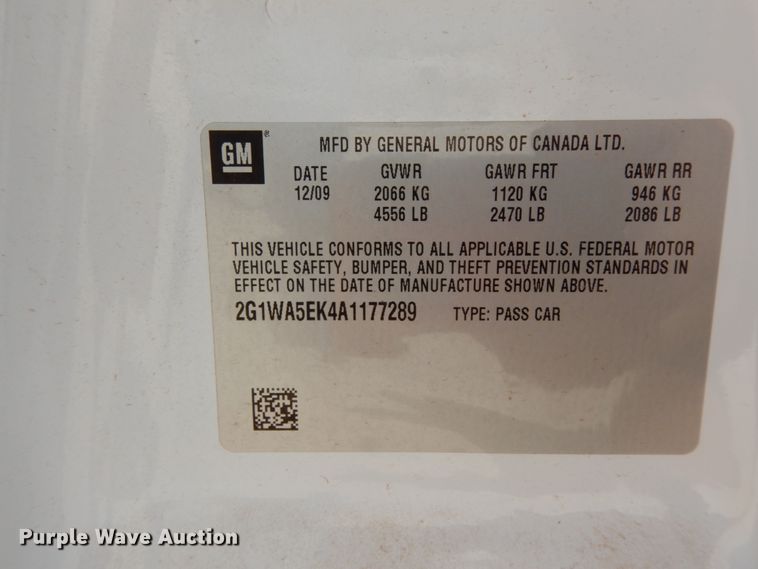 GM®
MFD BY GENERAL MOTORS OF CANADA LTD.
DATE GVWR GAWR FRT GAWR RR
12/09 2066 KG 1120 KG 946 KG
4556 LB 2470 LB 2086 LB
THIS VEHICLE CONFORMS TO ALL APPLICABLE U.S. FEDERAL MOTOR
VEHICLE SAFETY, BUMPER, AND THEFT PREVENTION STANDARDS IN
EFFECT ON THE DATE OF MANUFACTURE SHOWN ABOVE.
2G1WA5EK4A1177289 TYPE: PASS CAR
Purple Wave Auction